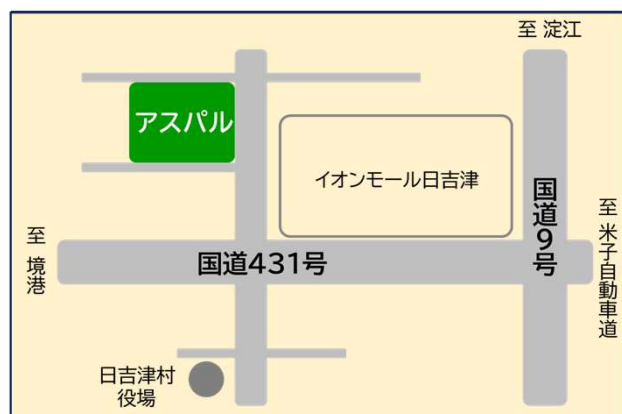 至 淀江
アスパル
イオンモール日吉津
国道9号
至 境港
国道431号
至 米子自動車道
日吉津村
役場